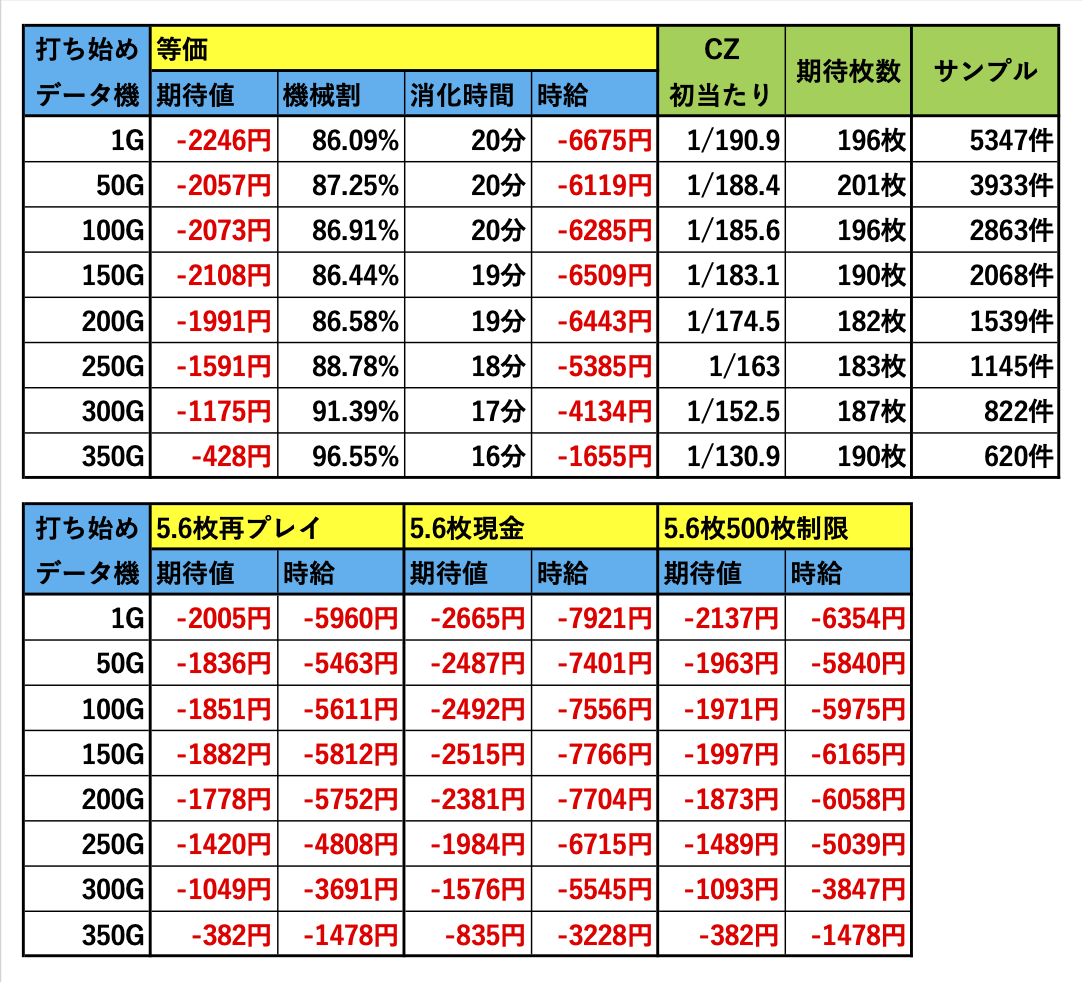 打ち始め 等価 CZ 期待枚数 サンプル
データ機 期待値 機械割 消化時間 時給 初当たり
1G -2246円 86.09% 20分 -6675円 1/190.9 196枚 5347件
50G -2057円 87.25% 20分 -6119円 1/188.4 201枚 3933件
100G -2073円 86.91% 20分 -6285円 1/185.6 196枚 2863件
150G -2108円 86.44% 19分 -6509円 1/183.1 190枚 2068件
200G -1991円 86.58% 19分 -6443円 1/174.5 182枚 1539件
250G -1591円 88.78% 18分 -5385円 1/163 183枚 1145件
300G -1175円 91.39% 17分 -4134円 1/152.5 187枚 822件
350G -428円 96.55% 16分 -1655円 1/130.9 190枚 620件
打ち始め 5.6枚再プレイ 5.6枚現金 5.6枚500枚制限
データ機 期待値 時給 期待値 時給 期待値 時給
1G -2005円 -5960円 -2665円 -7921円 -2137円 -6354円
50G -1836円 -5463円 -2487円 -7401円 -1963円 -5840円
100G -1851円 -5611円 -2492円 -7556円 -1971円 -5975円
150G -1882円 -5812円 -2515円 -7766円 -1997円 -6165円
200G -1778円 -5752円 -2381円 -7704円 -1873円 -6058円
250G -1420円 -4808円 -1984円 -6715円 -1489円 -5039円
300G -1049円 -3691円 -1576円 -5545円 -1093円 -3847円
350G -382円 -1478円 -835円 -3228円 -382円 -1478円